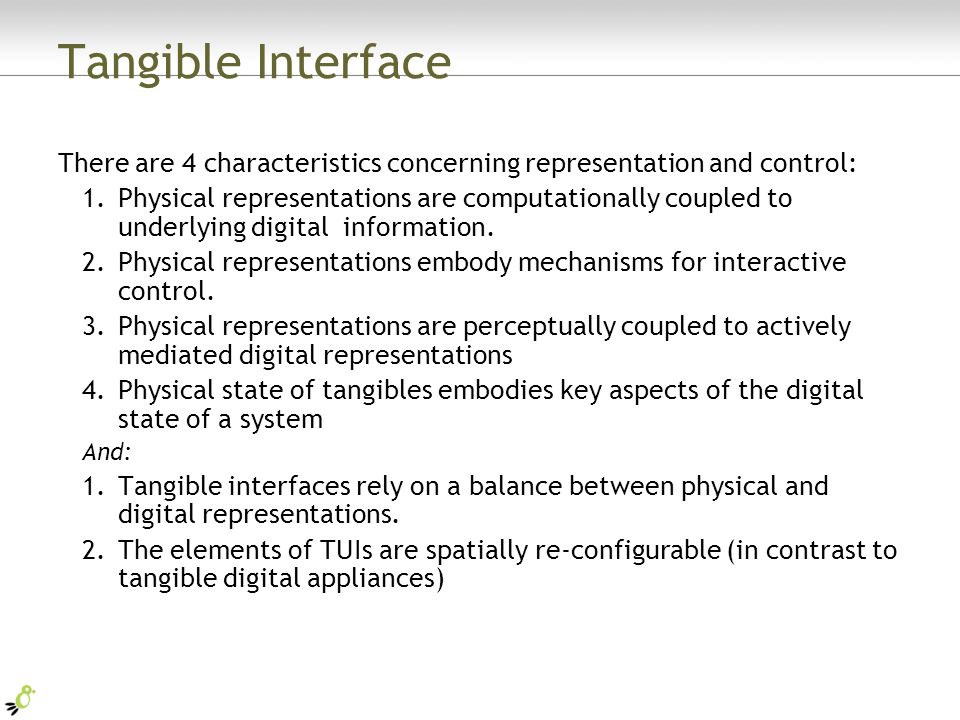 Tangible Interface
There are 4 characteristics concerning representation and control:
1. Physical representations are computationally coupled to
underlying digital information.
2. Physical representations embody mechanisms for interactive
control.
3. Physical representations are perceptually coupled to actively
mediated digital representations
4. Physical state of tangibles embodies key aspects of the digital
state of a system
And:
1. Tangible interfaces rely on a balance between physical and
digital representations.
2. The elements of TUIs are spatially re-configurable (in contrast to
tangible digital appliances)